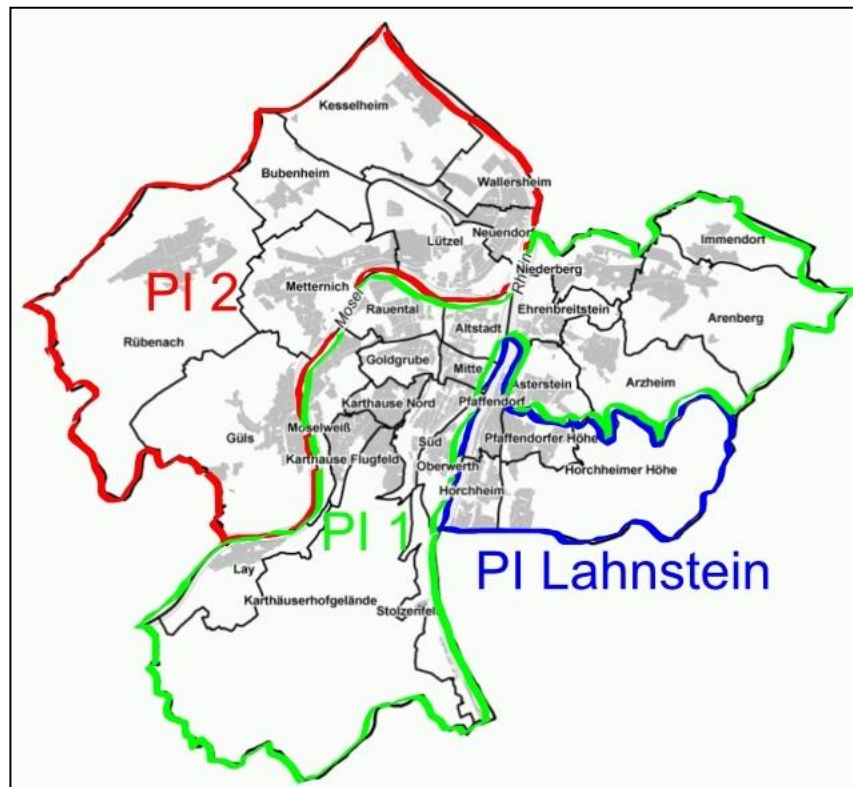 Kesselheim
Bubenheim
Wallersheim
Neuendorf
Lützel
Immendorf
Niederberg
Metternich
Rhein
PI 2
Mosel
Rauental
Altstadt
Ehrenbreitstein
Arenberg
Rübenach
Goldgrube
Mitte
Asterstein
Arzheim
Karthause Nord
Pfaffendorf
Güls
Moselweiß
Süd
Pfaffendorfer Höhe
Karthause Flugfeld
Oberwerth
Horchheimer Höhe
Horchheim
PI 1
PI Lahnstein
Lay
Karthäuserhofgelände
Stolzenfel